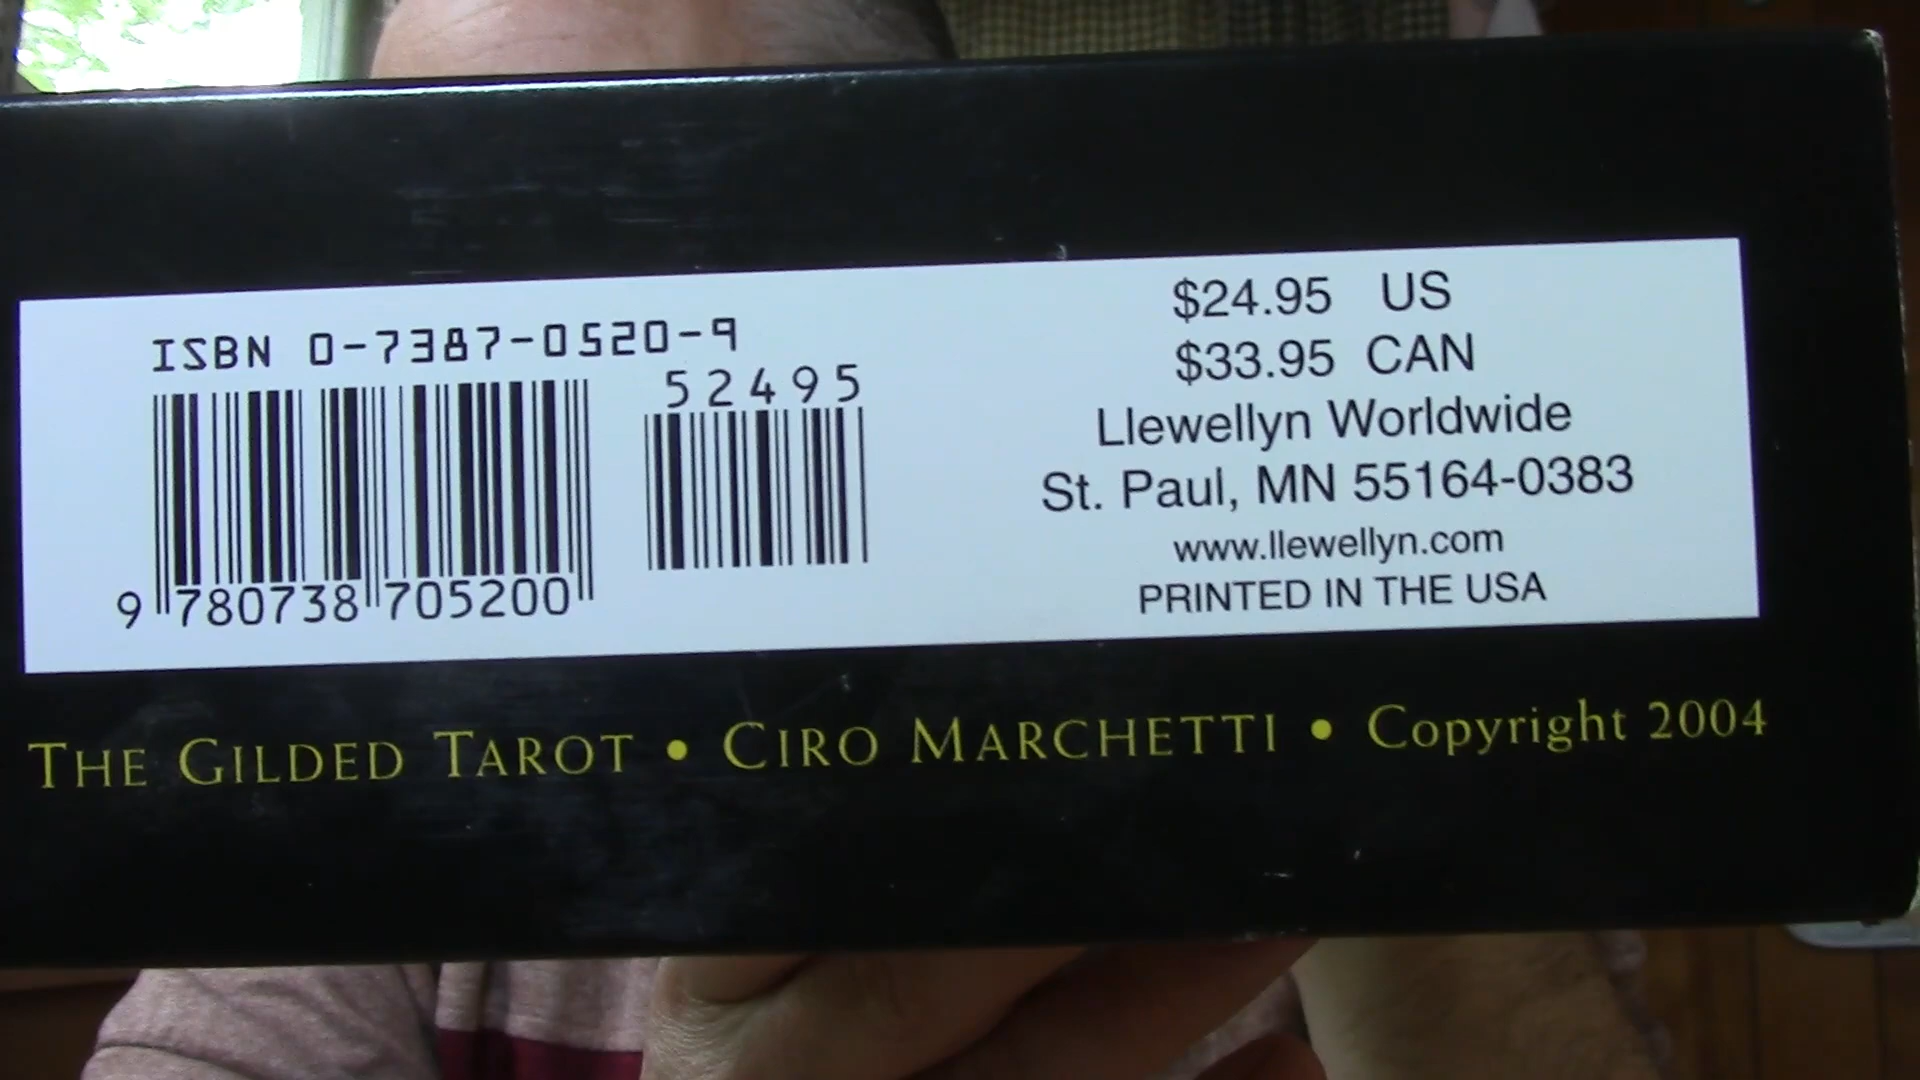 ISBN 0-7387-0520-9
52495
9 780738 705200
$24.95 US
$33.95 CAN
Llewellyn Worldwide
St. Paul, MN 55164-0383
www.llewellyn.com
PRINTED IN THE USA
THE GILDED TAROT • CIRO MARCHETTI • Copyright 2004